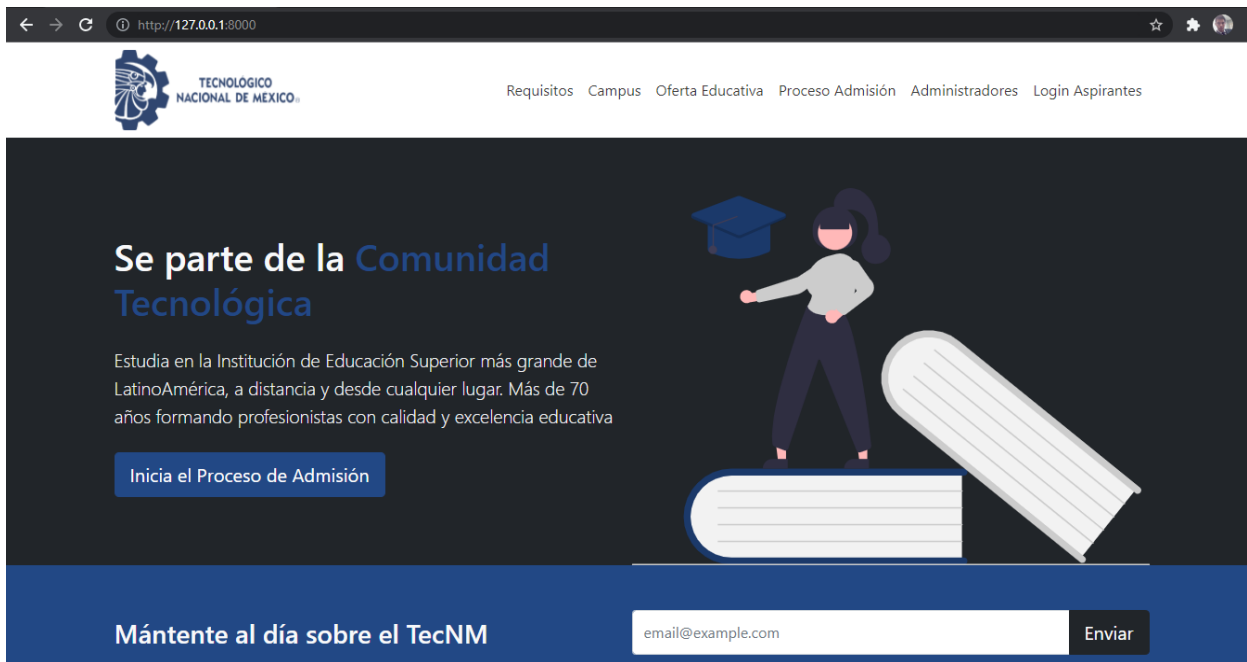 http://127.0.0.1:8000
TECNOLÓGICO
NACIONAL DE MÉXICO®
Requisitos Campus Oferta Educativa Proceso Admisión Administradores Login Aspirantes
Se parte de la Comunidad
Tecnológica
Estudia en la Institución de Educación Superior más grande de
LatinoAmérica, a distancia y desde cualquier lugar. Más de 70
años formando profesionistas con calidad y excelencia educativa
Inicia el Proceso de Admisión
Mántente al día sobre el TecNM
email@example.com
Enviar